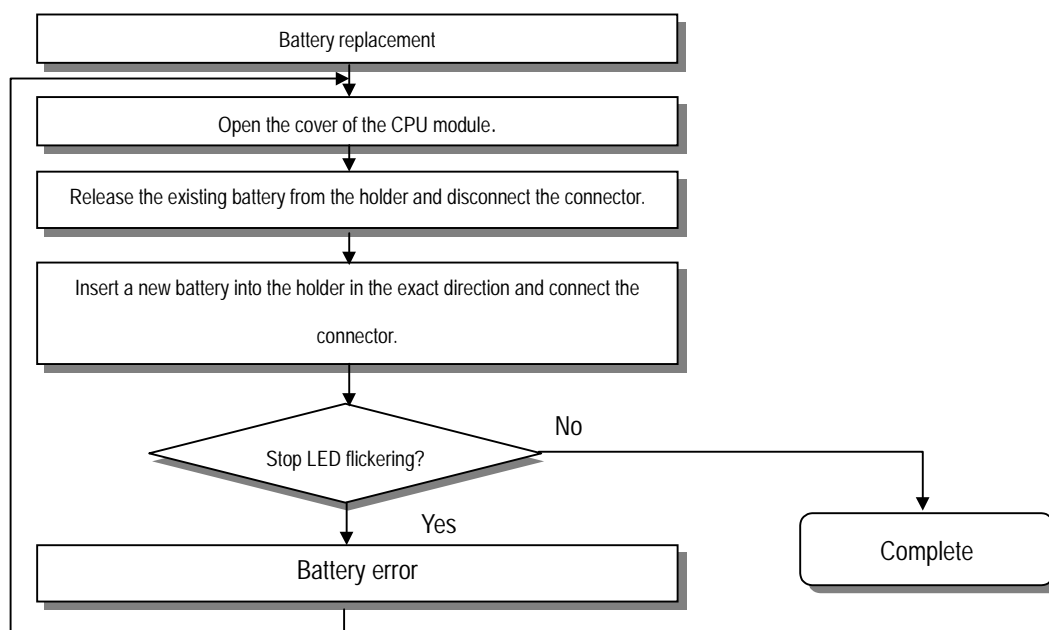 Battery replacement
Open the cover of the CPU module.
Release the existing battery from the holder and disconnect the connector.
Insert a new battery into the holder in the exact direction and connect the
connector.
No
Stop LED flickering?
Yes
Complete
Battery error